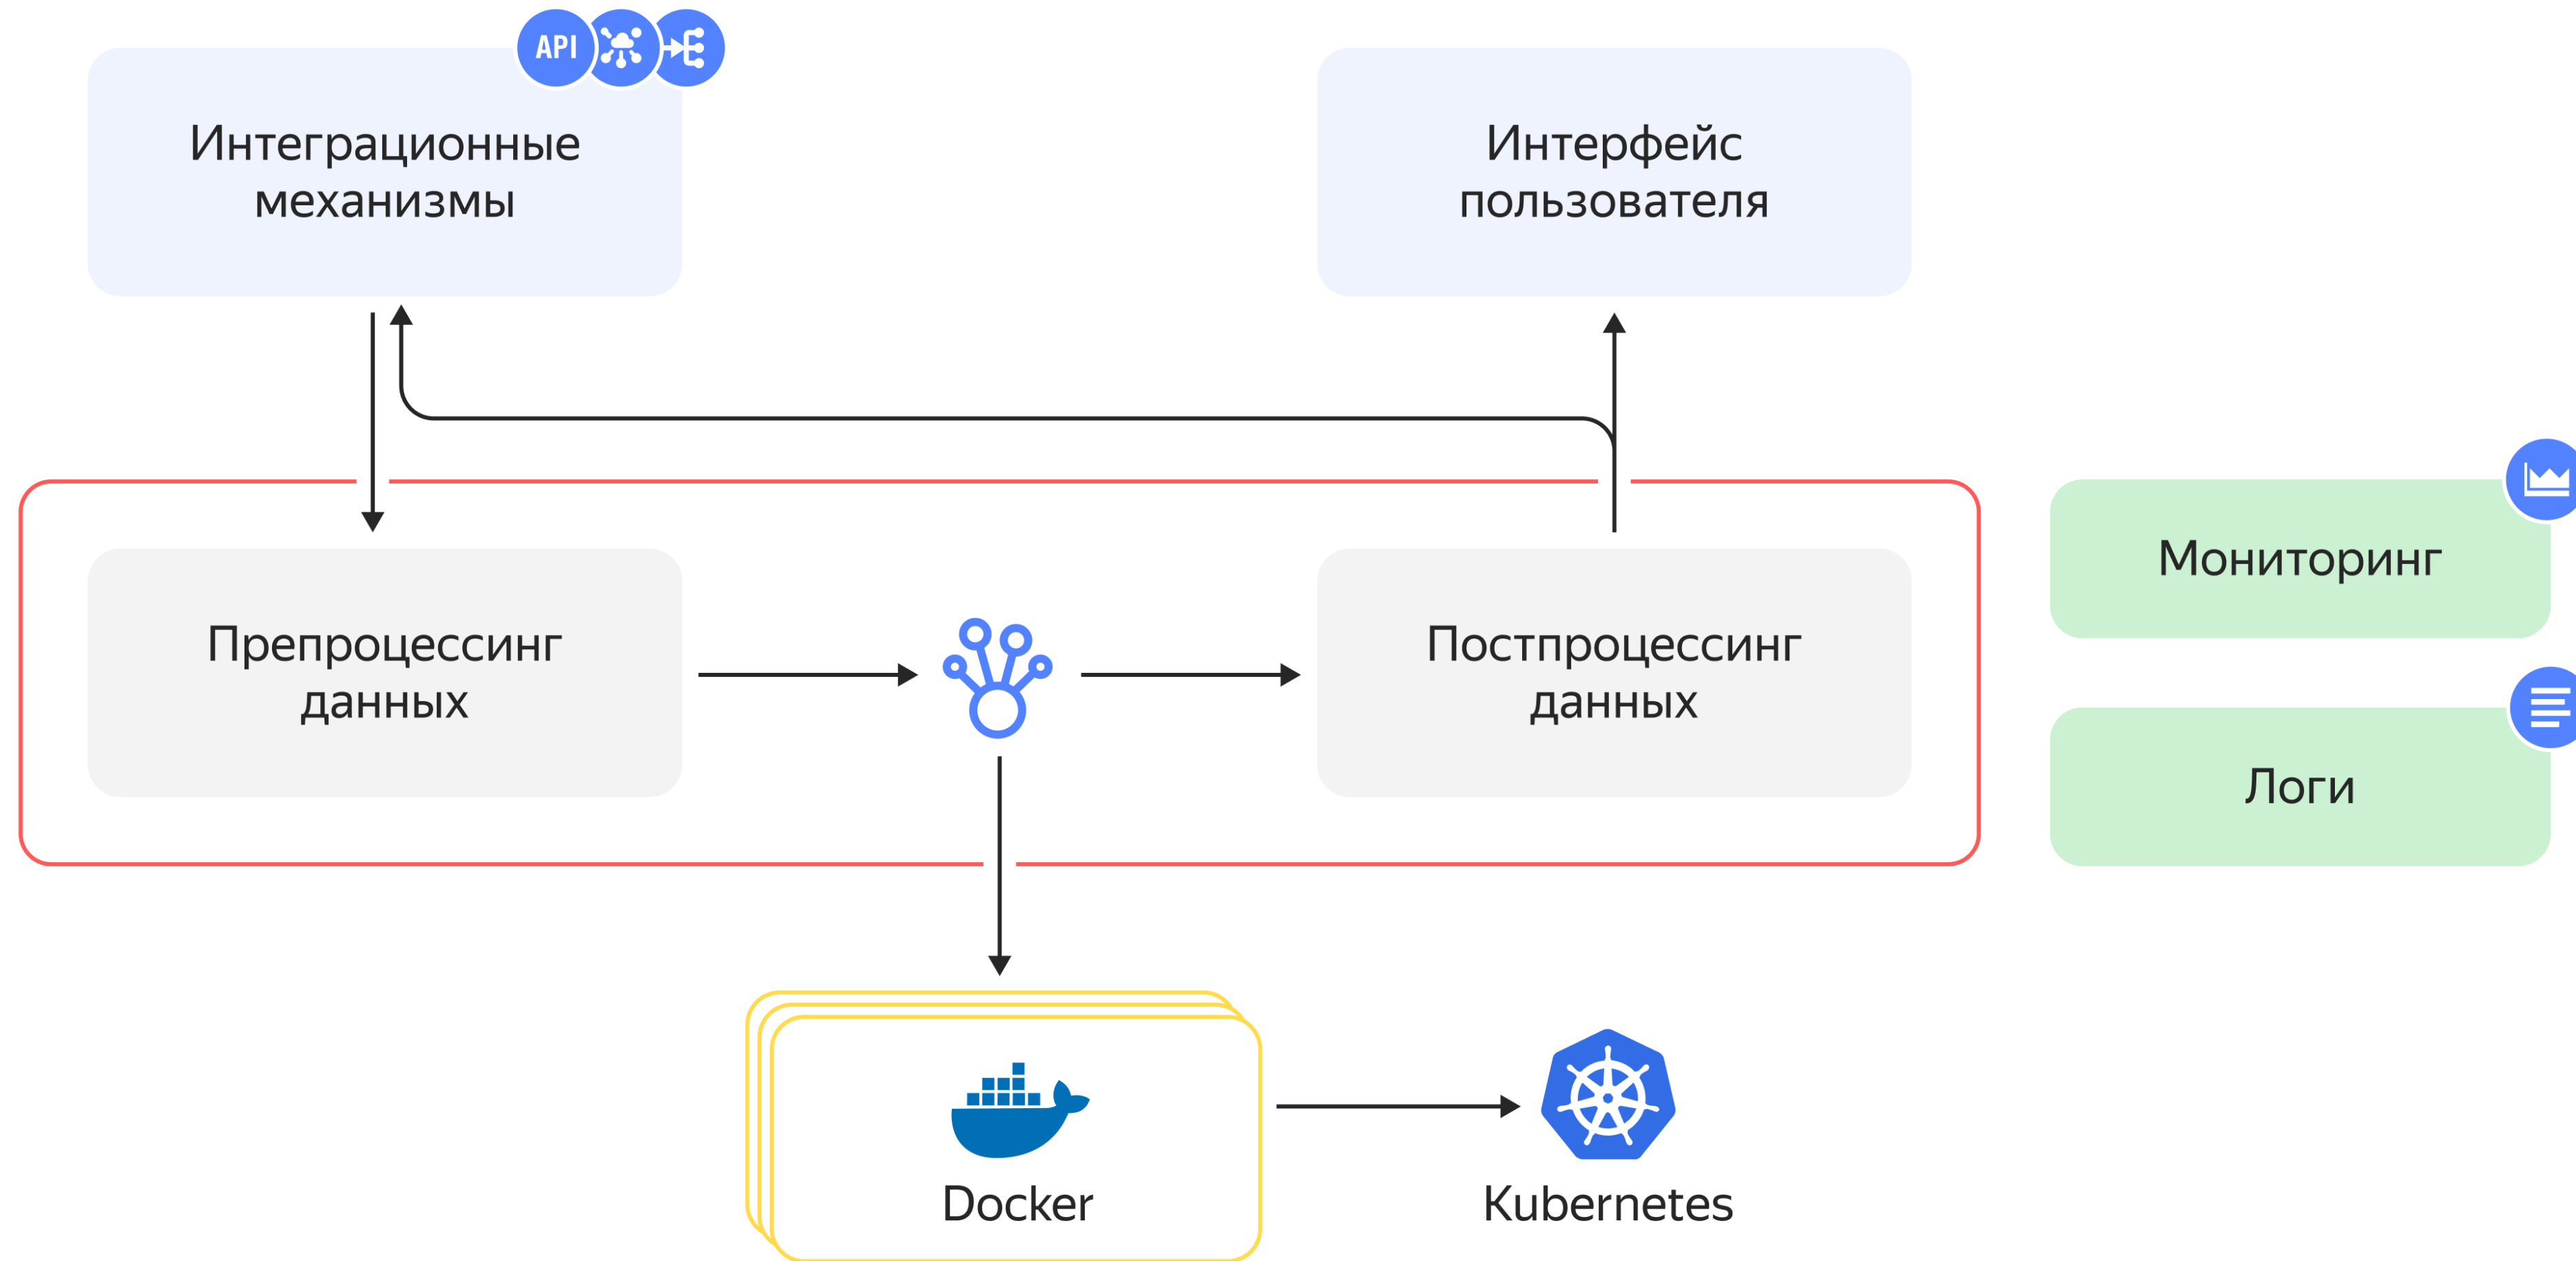 API
Интеграционные
механизмы
Интерфейс
пользователя
Мониторинг
Препроцессинг
данных
Постпроцессинг
данных
Логи
Docker
Kubernetes